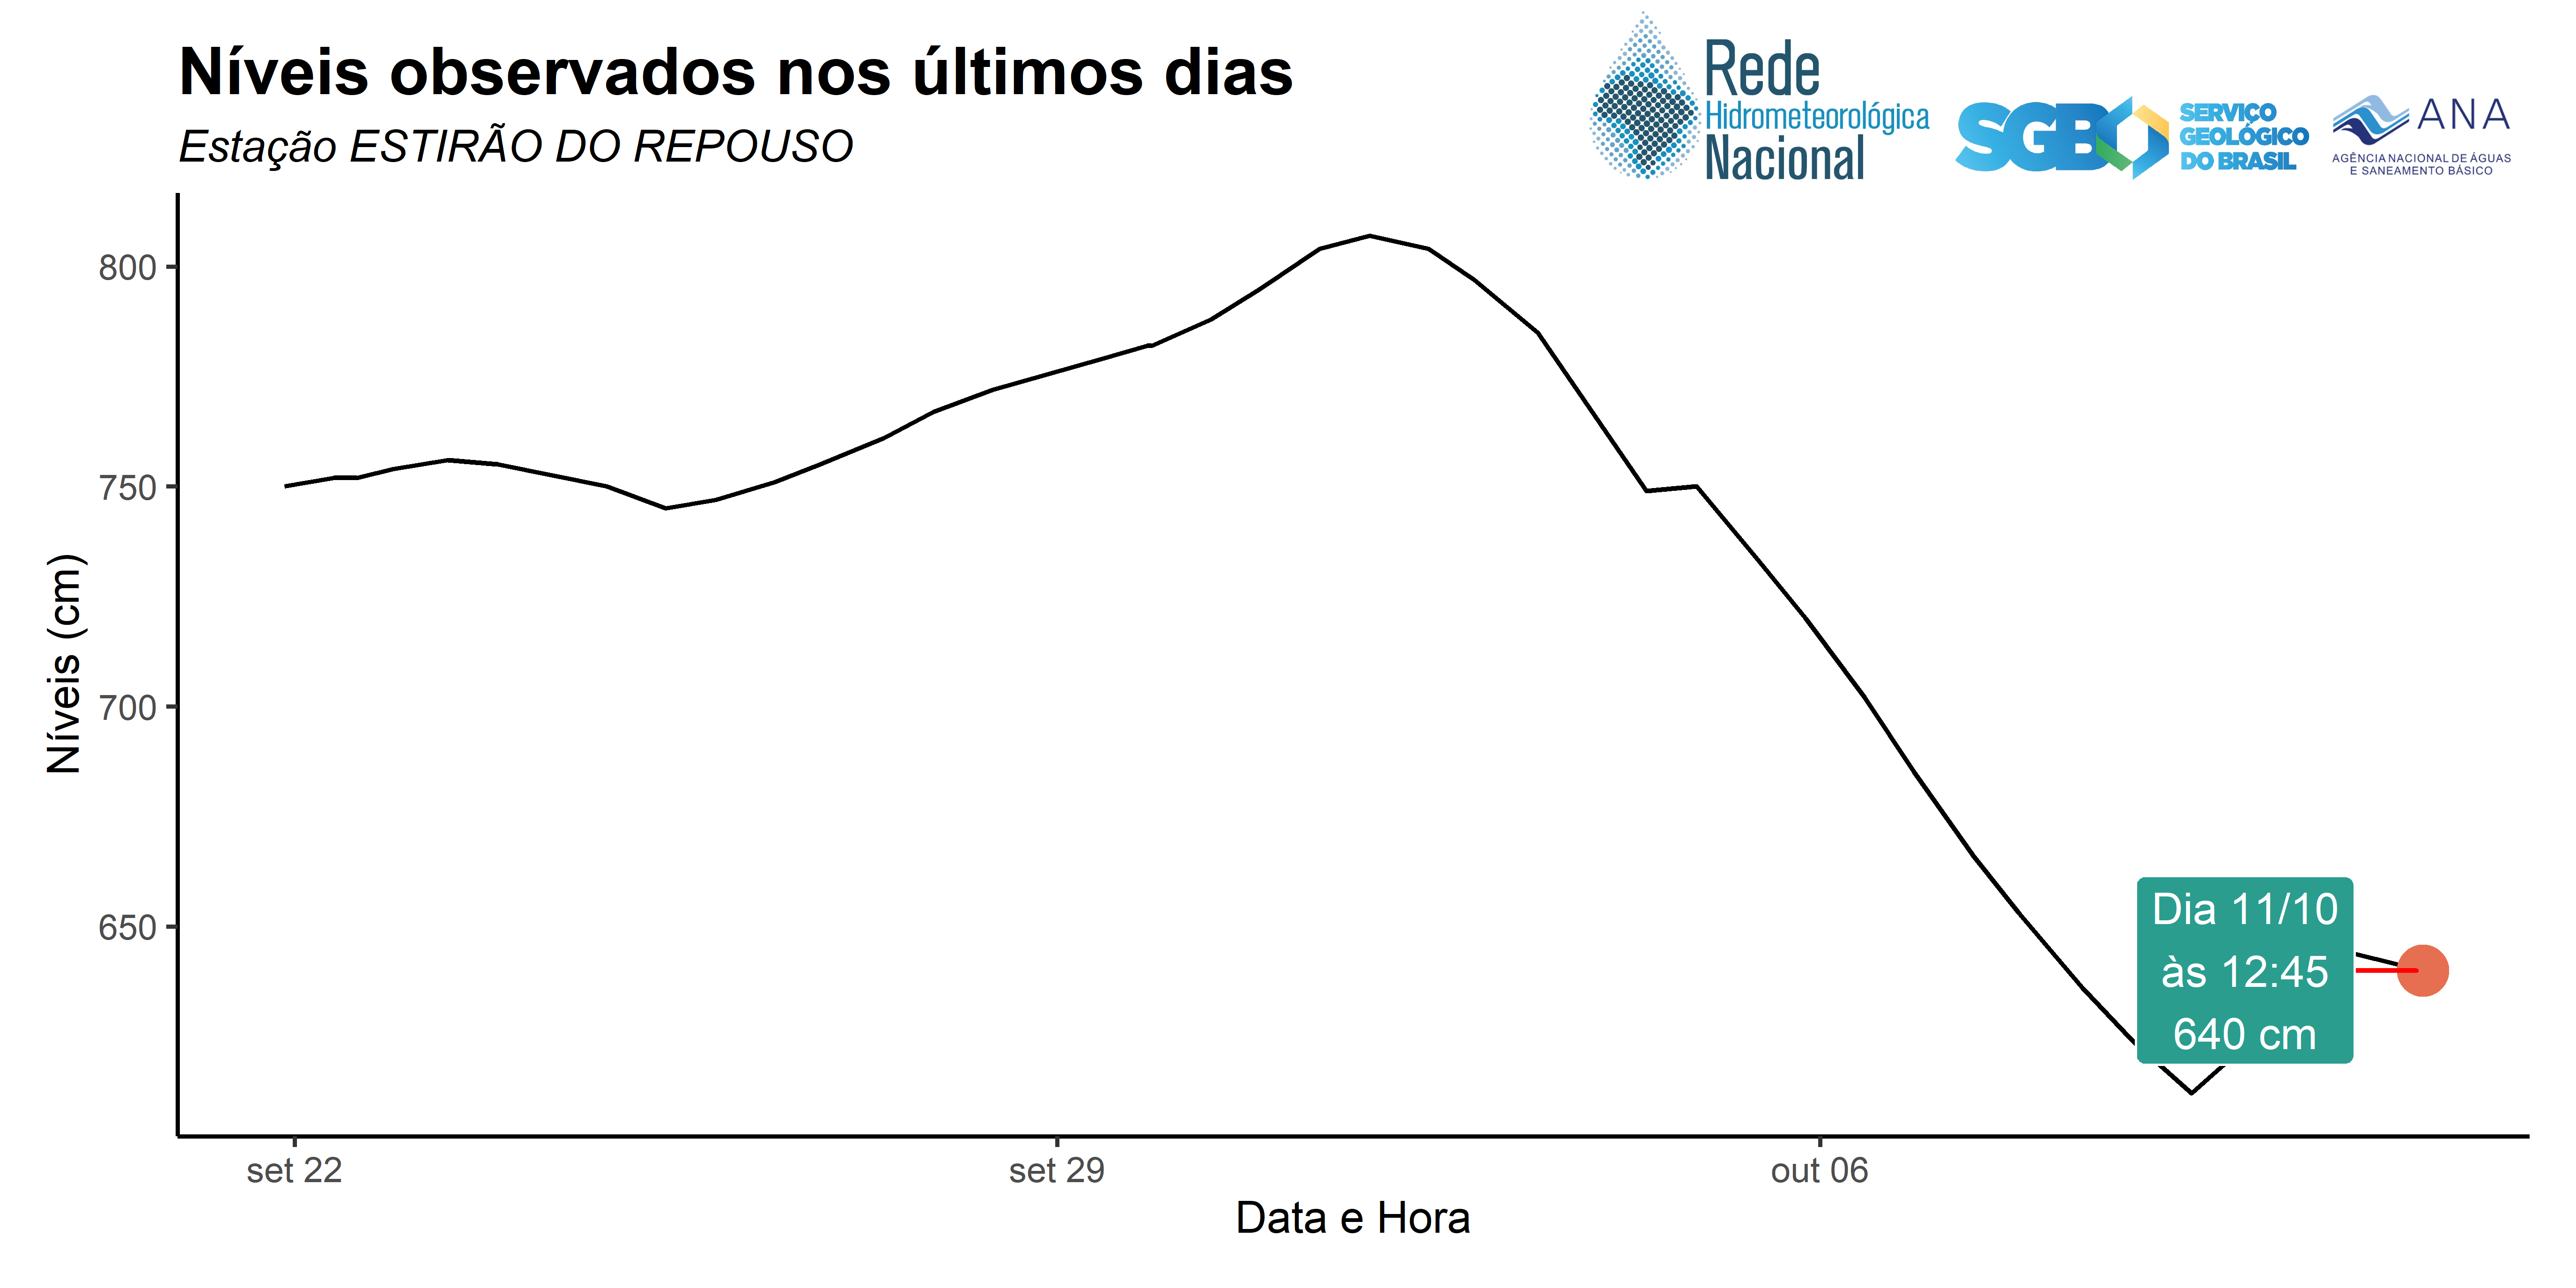 Níveis observados nos últimos dias
Estação ESTIRÃO DO REPOUSO
Rede
Hidrometeorológica
Nacional
SGB
SERVIÇO
GEOLÓGICO
DO BRASIL
ANA
AGÊNCIA NACIONAL DE ÁGUAS
E SANEAMENTO BÁSICO
Níveis (cm)
800
750
700
650
Dia 11/10
às 12:45
640 cm
set 22
set 29
out 06
Data e Hora